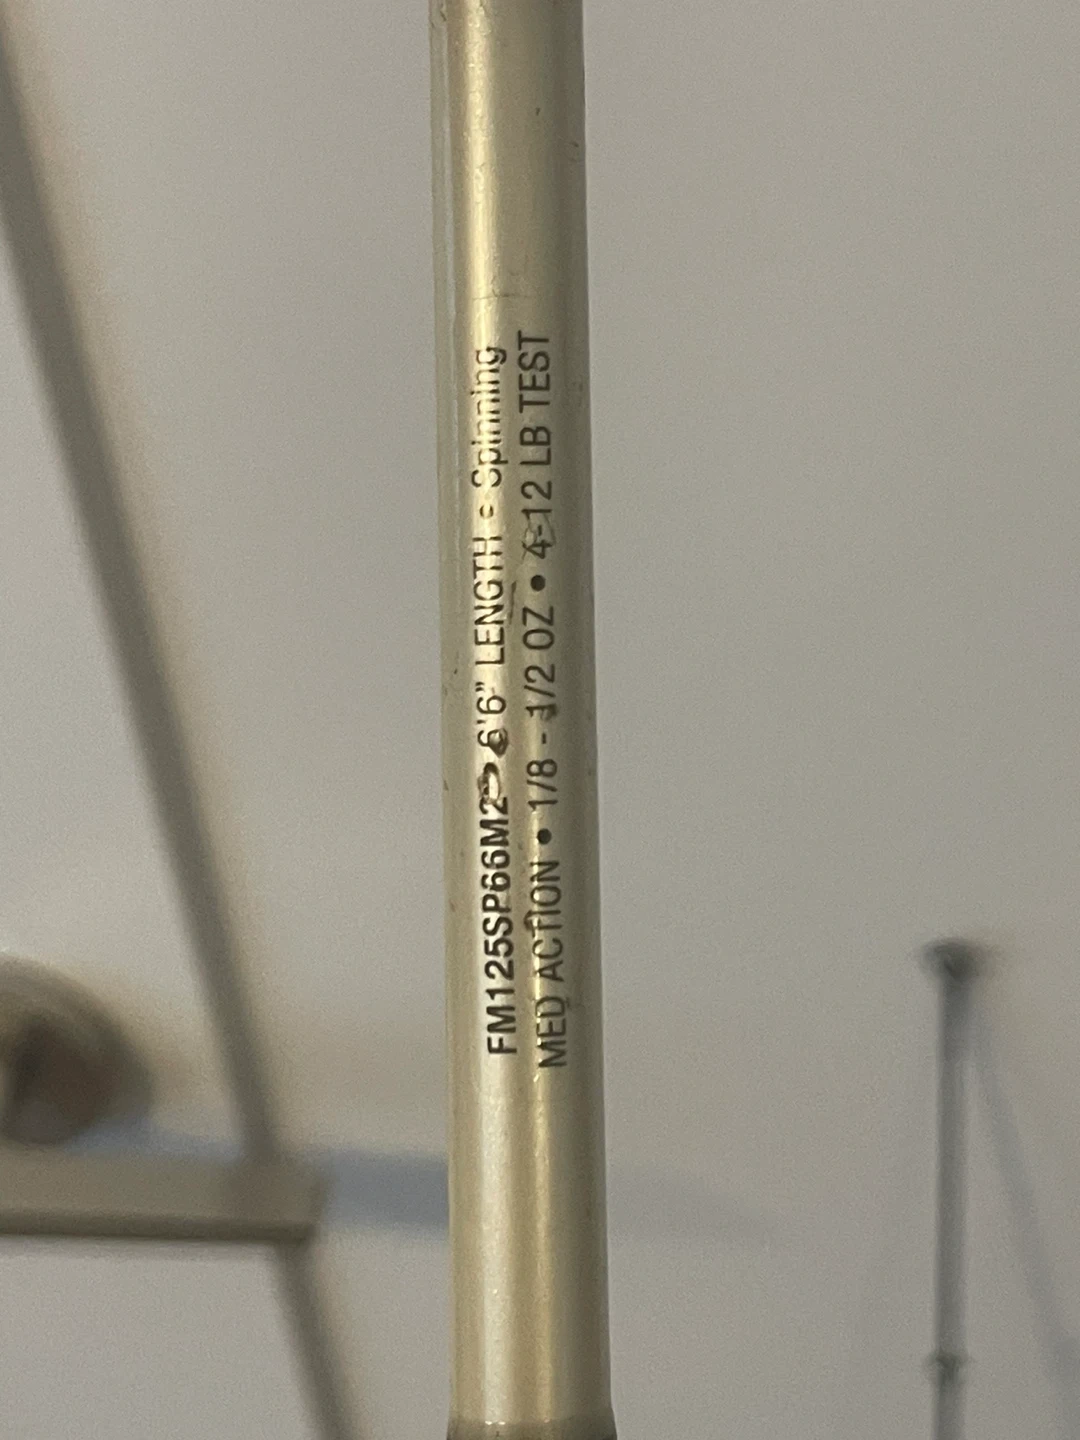 FM125SP66M2 • 6'6" LENGTH • Spinning
MED ACTION • 1/8 - 1/2 OZ • 4-12 LB TEST